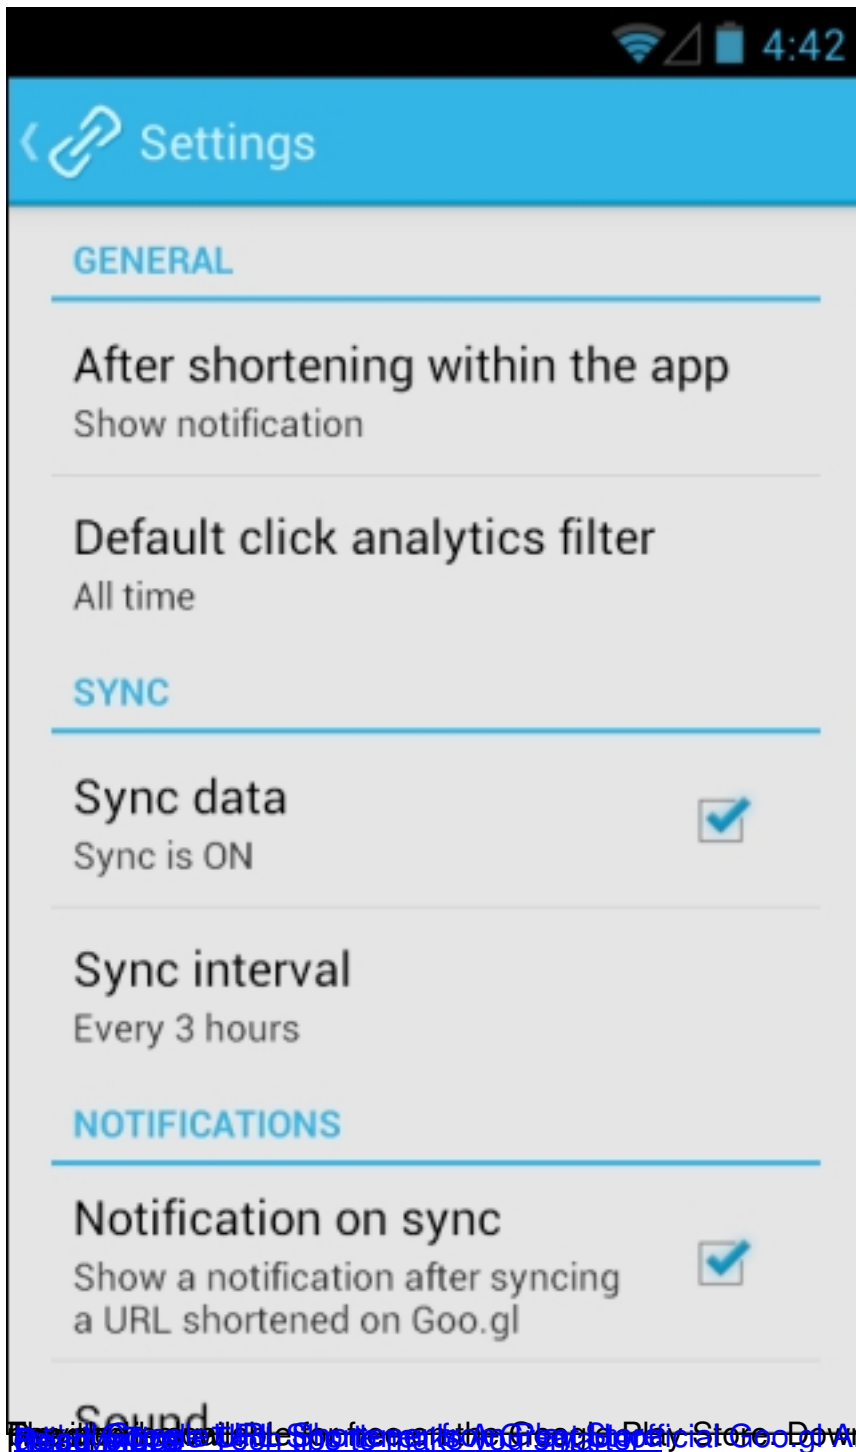 4:42
Settings
GENERAL
After shortening within the app
Show notification
Default click analytics filter
All time
SYNC
Sync data
Sync is ON
Sync interval
Every 3 hours
NOTIFICATIONS
Notification on sync
Show a notification after syncing
a URL shortened on Goo.gl
Sound